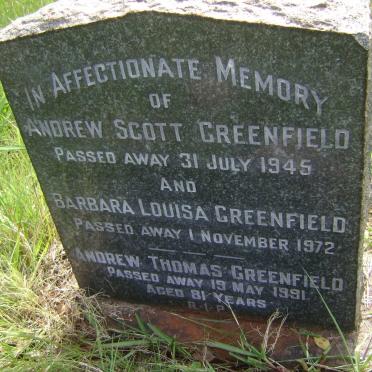 IN AFFECTIONATE MEMORY
OF
ANDREW SCOTT GREENFIELD
PASSED AWAY 31 JULY 1945
AND
BARBARA LOUISA GREENFIELD
PASSED AWAY 1 NOVEMBER 1972.
ANDREW THOMAS GREENFIELD
PASSED AWAY 19 MAY 1991.
AGED 81 YEARS